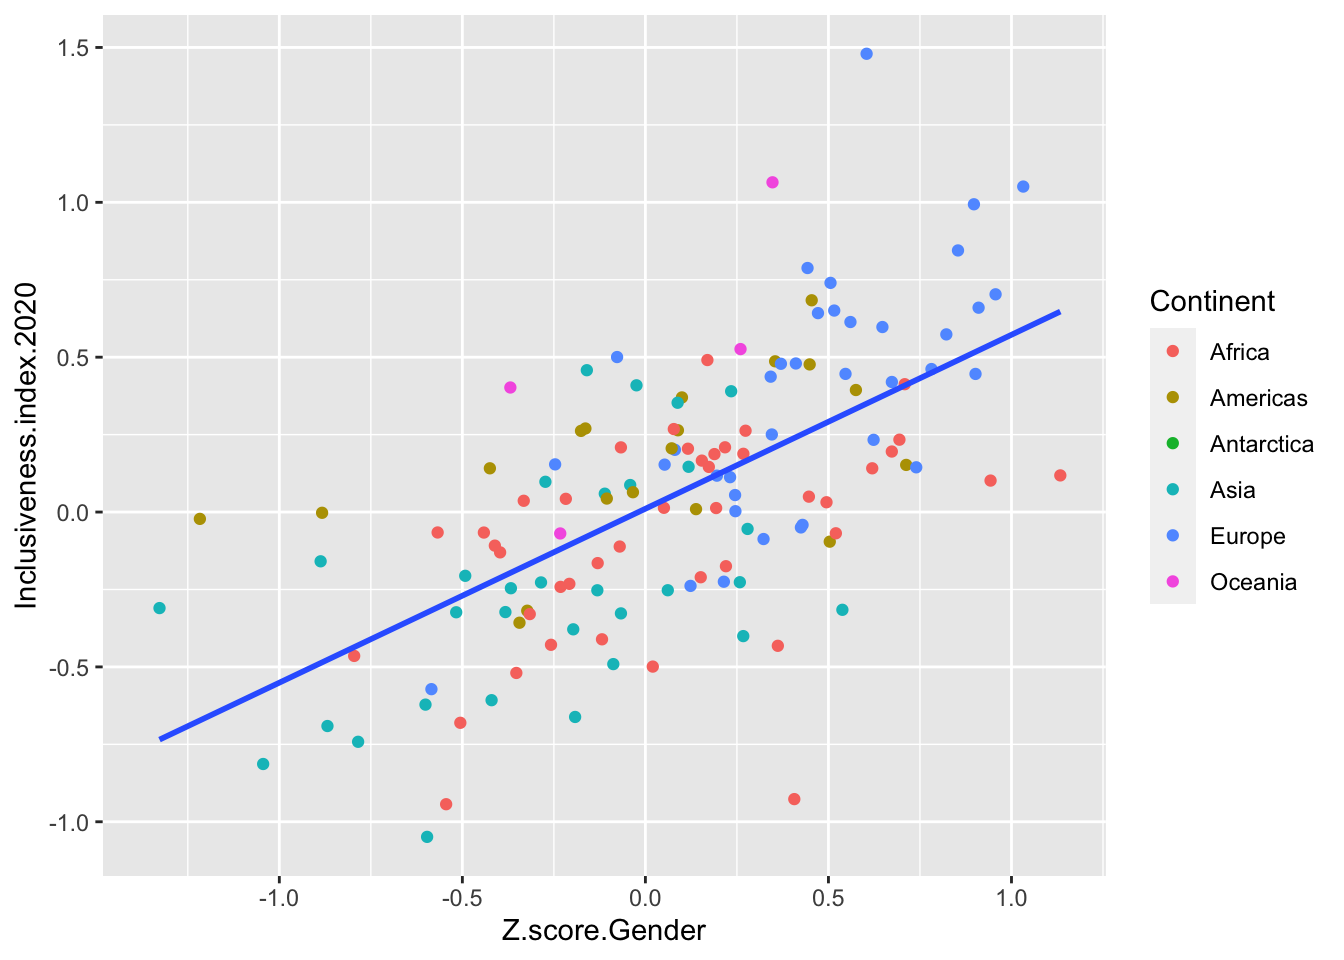 1.5
1.0
0.5
0.0
-0.5
-1.0
Inclusiveness.index.2020
-1.0 -0.5 0.0 0.5 1.0
Z.score.Gender
Continent
Africa
Americas
Antarctica
Asia
Europe
Oceania